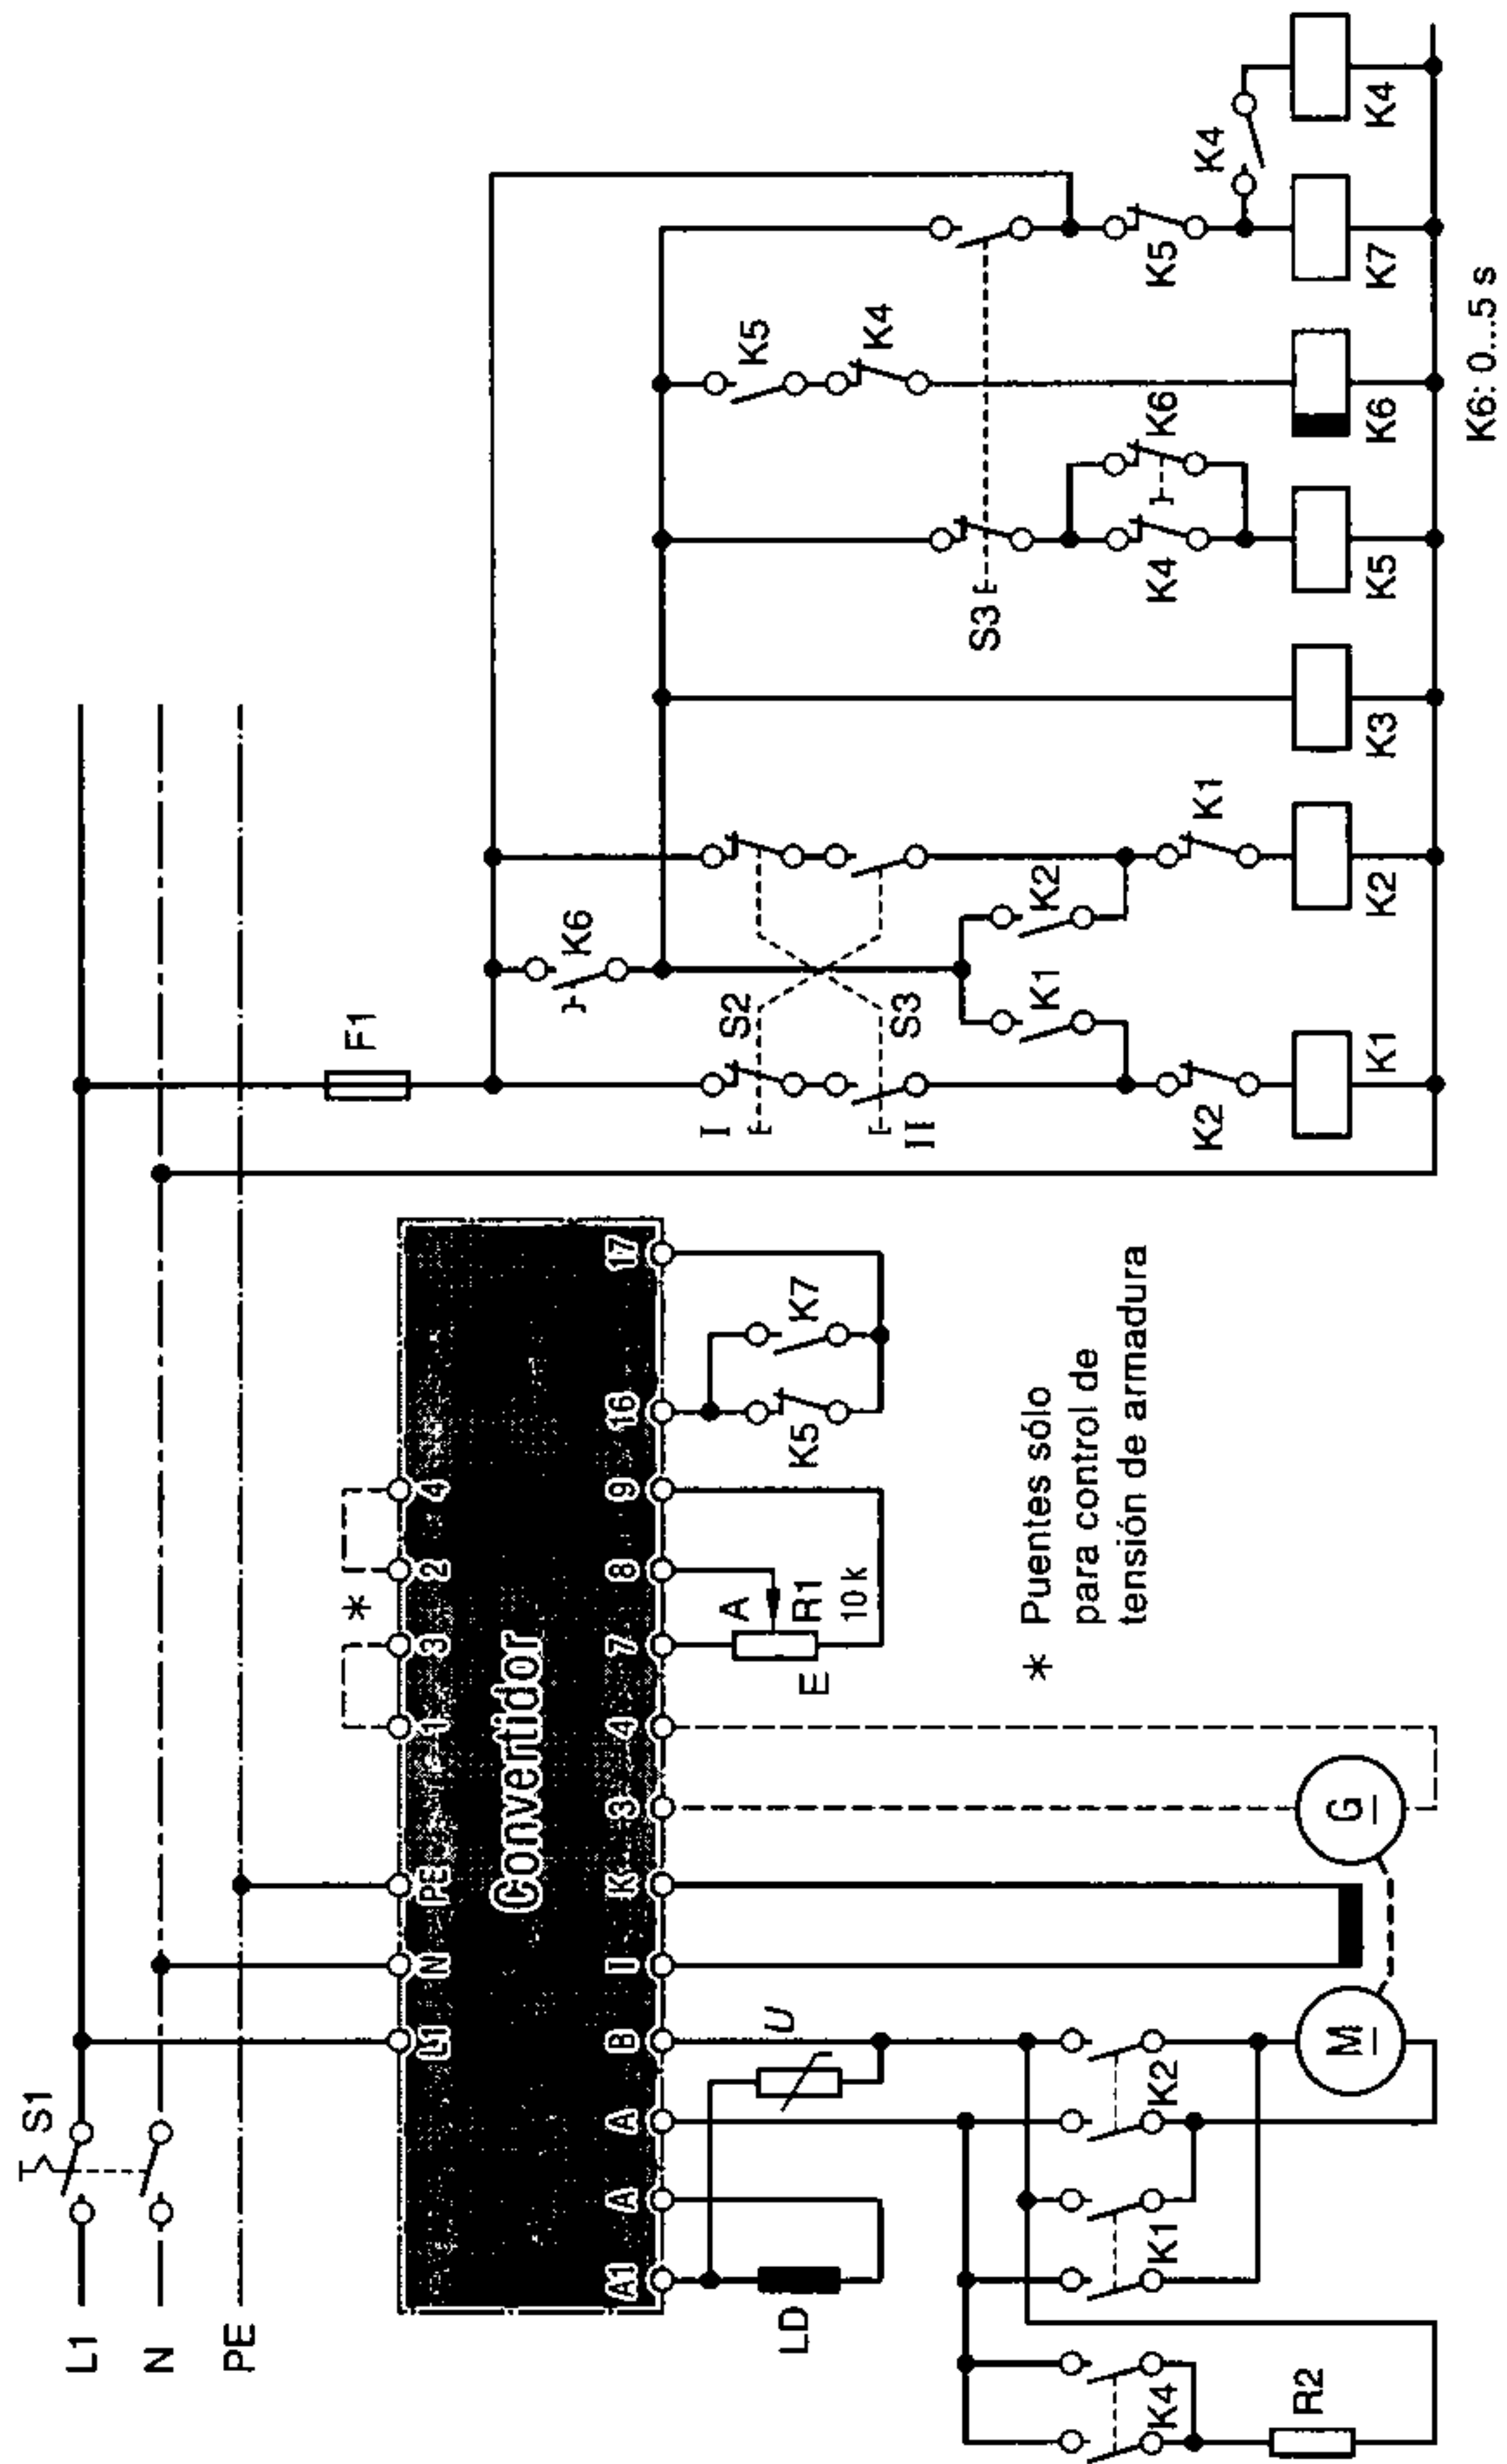 S1
L1
N
PE
L1
N
PE
1
3
*
2
4
Convertidor
A1
A
A
B
I
K
3
4
7
8
9
16
17
LD
U
A
R1
E
10 k
K5
K7
* Puentes sólo
para control de
tensión de armadura
K4
K1
K2
R2
M
G
F1
K6
I
S2
S3
II
K1
K2
K2
K1
K1
K2
K3
S3
K5
K4
K4
K6
K5
K4
K5
K6
K7
K4
K6: 0...5 s